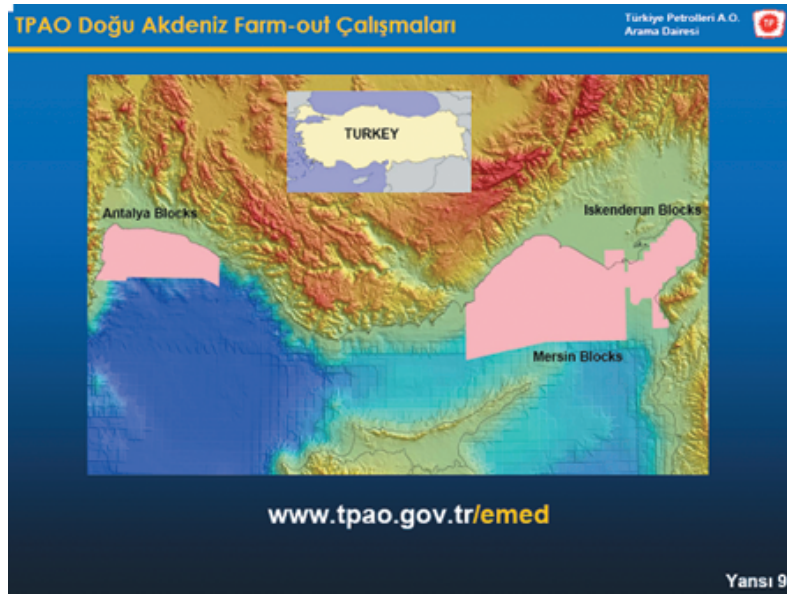 TPAO Doğu Akdeniz Farm-out Çalışmaları
Türkiye Petrolleri A.O.
Arama Dairesi
TP
TURKEY
Antalya Blocks
Iskenderun Blocks
Mersin Blocks
www.tpao.gov.tr/emed
Yansı 9